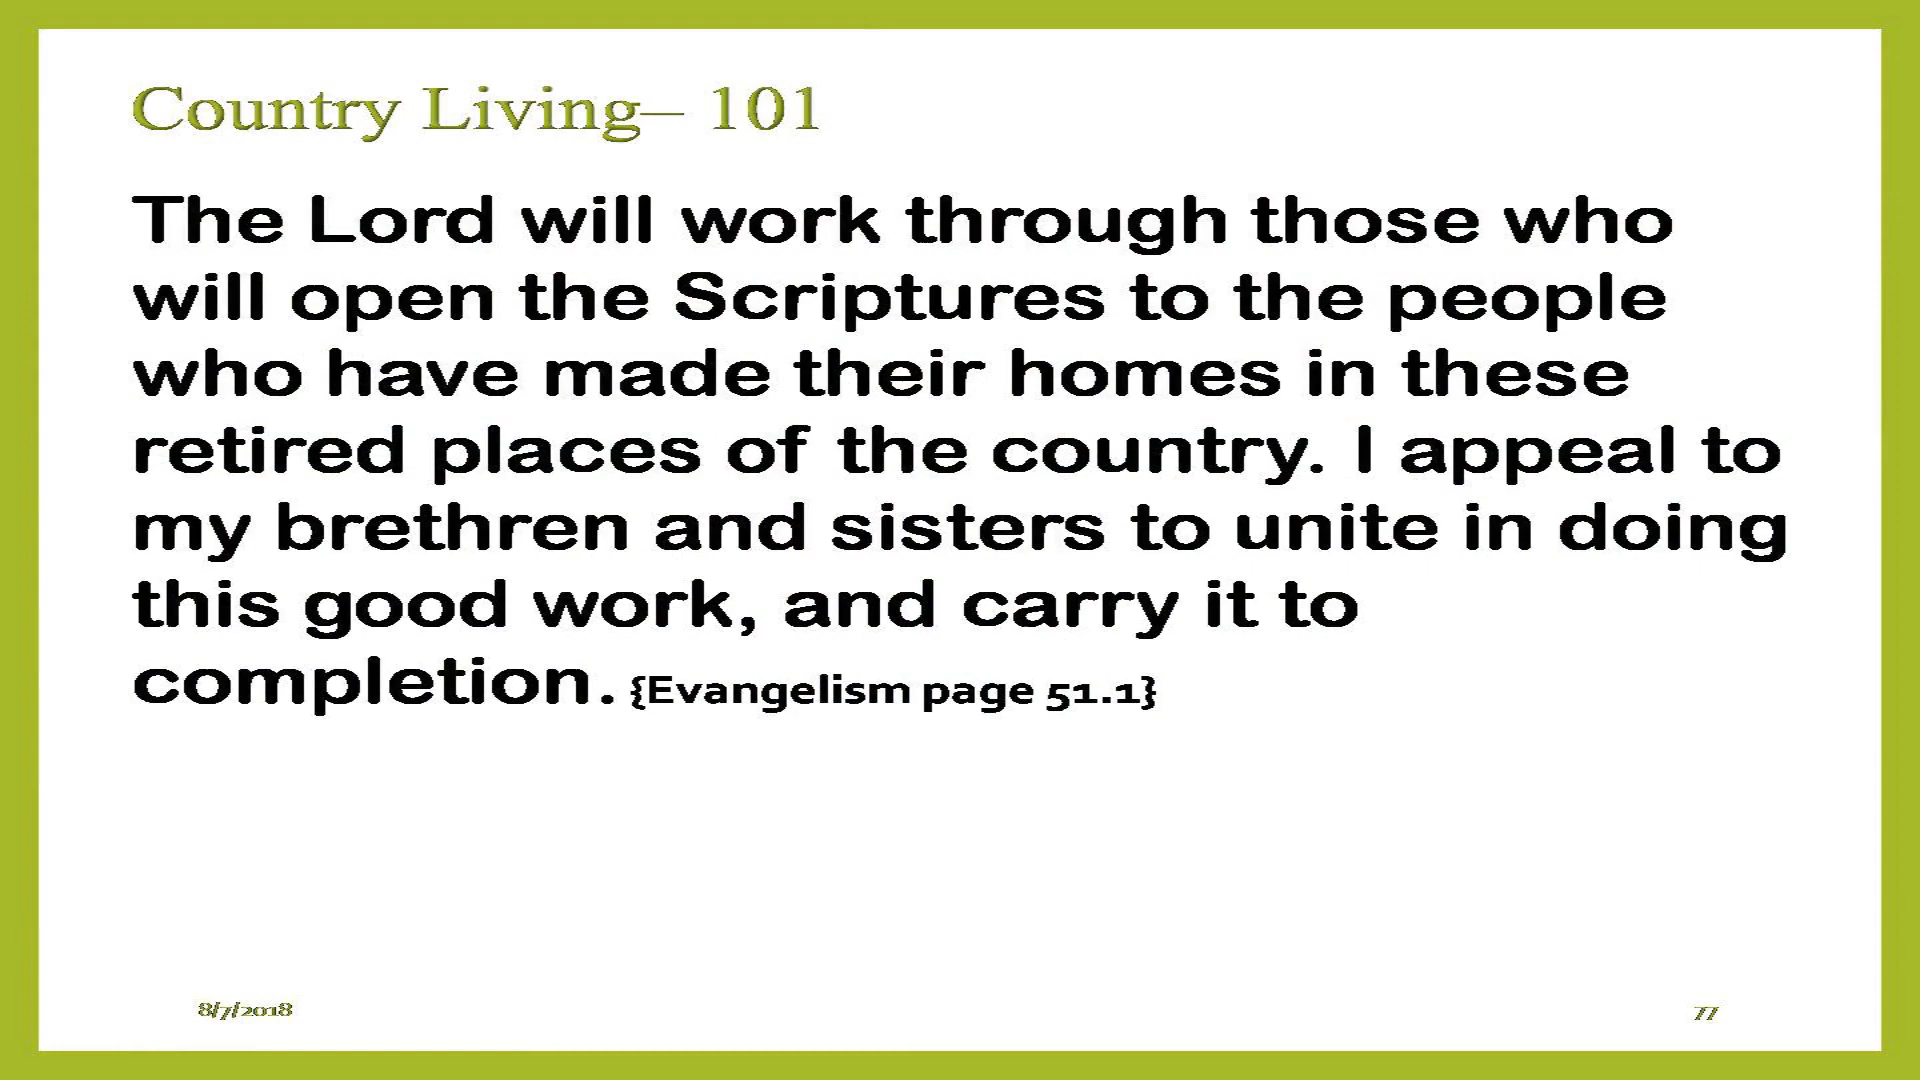 Country Living– 101
The Lord will work through those who
will open the Scriptures to the people
who have made their homes in these
retired places of the country. I appeal to
my brethren and sisters to unite in doing
this good work, and carry it to
completion. {Evangelism page 51.1}
8/7/2018
77